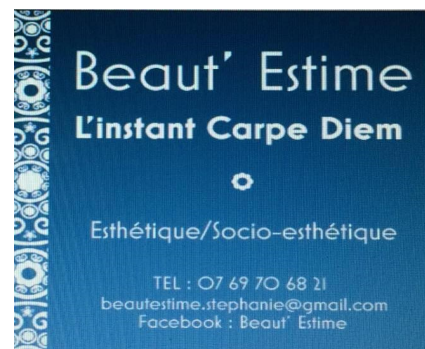 Beaut' Estime
L'instant Carpe Diem
Esthétique/Socio-esthétique
TEL : 07 69 70 68 21
beautestime.stephanie@gmail.com
Facebook : Beaut' Estime